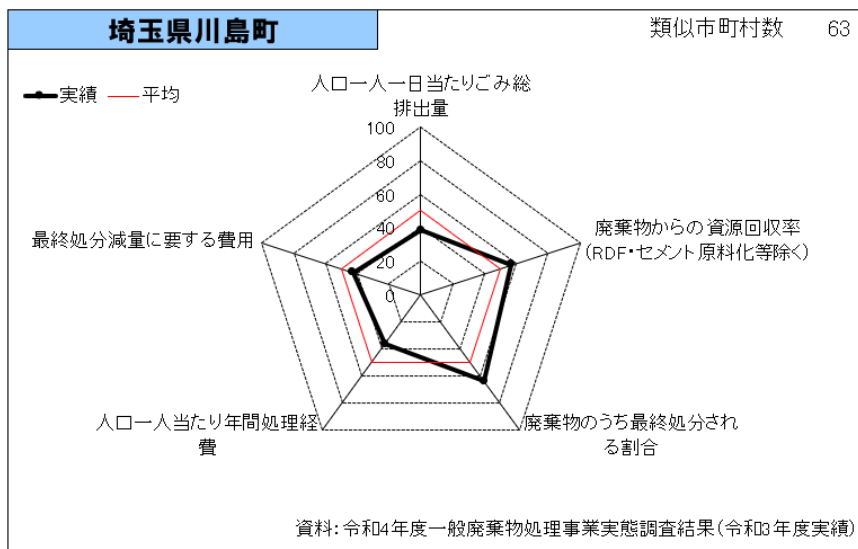 埼玉県川島町
類似市町村数 63
実績 平均
人口一人一日当たりごみ総
排出量
100
80
60
40
20
0
廃棄物からの資源回収率
(RDF・セメント原料化等除く)
最終処分減量に要する費用
人口一人当たり年間処理経
費
廃棄物のうち最終処分され
る割合
資料:令和4年度一般廃棄物処理事業実態調査結果(令和3年度実績)